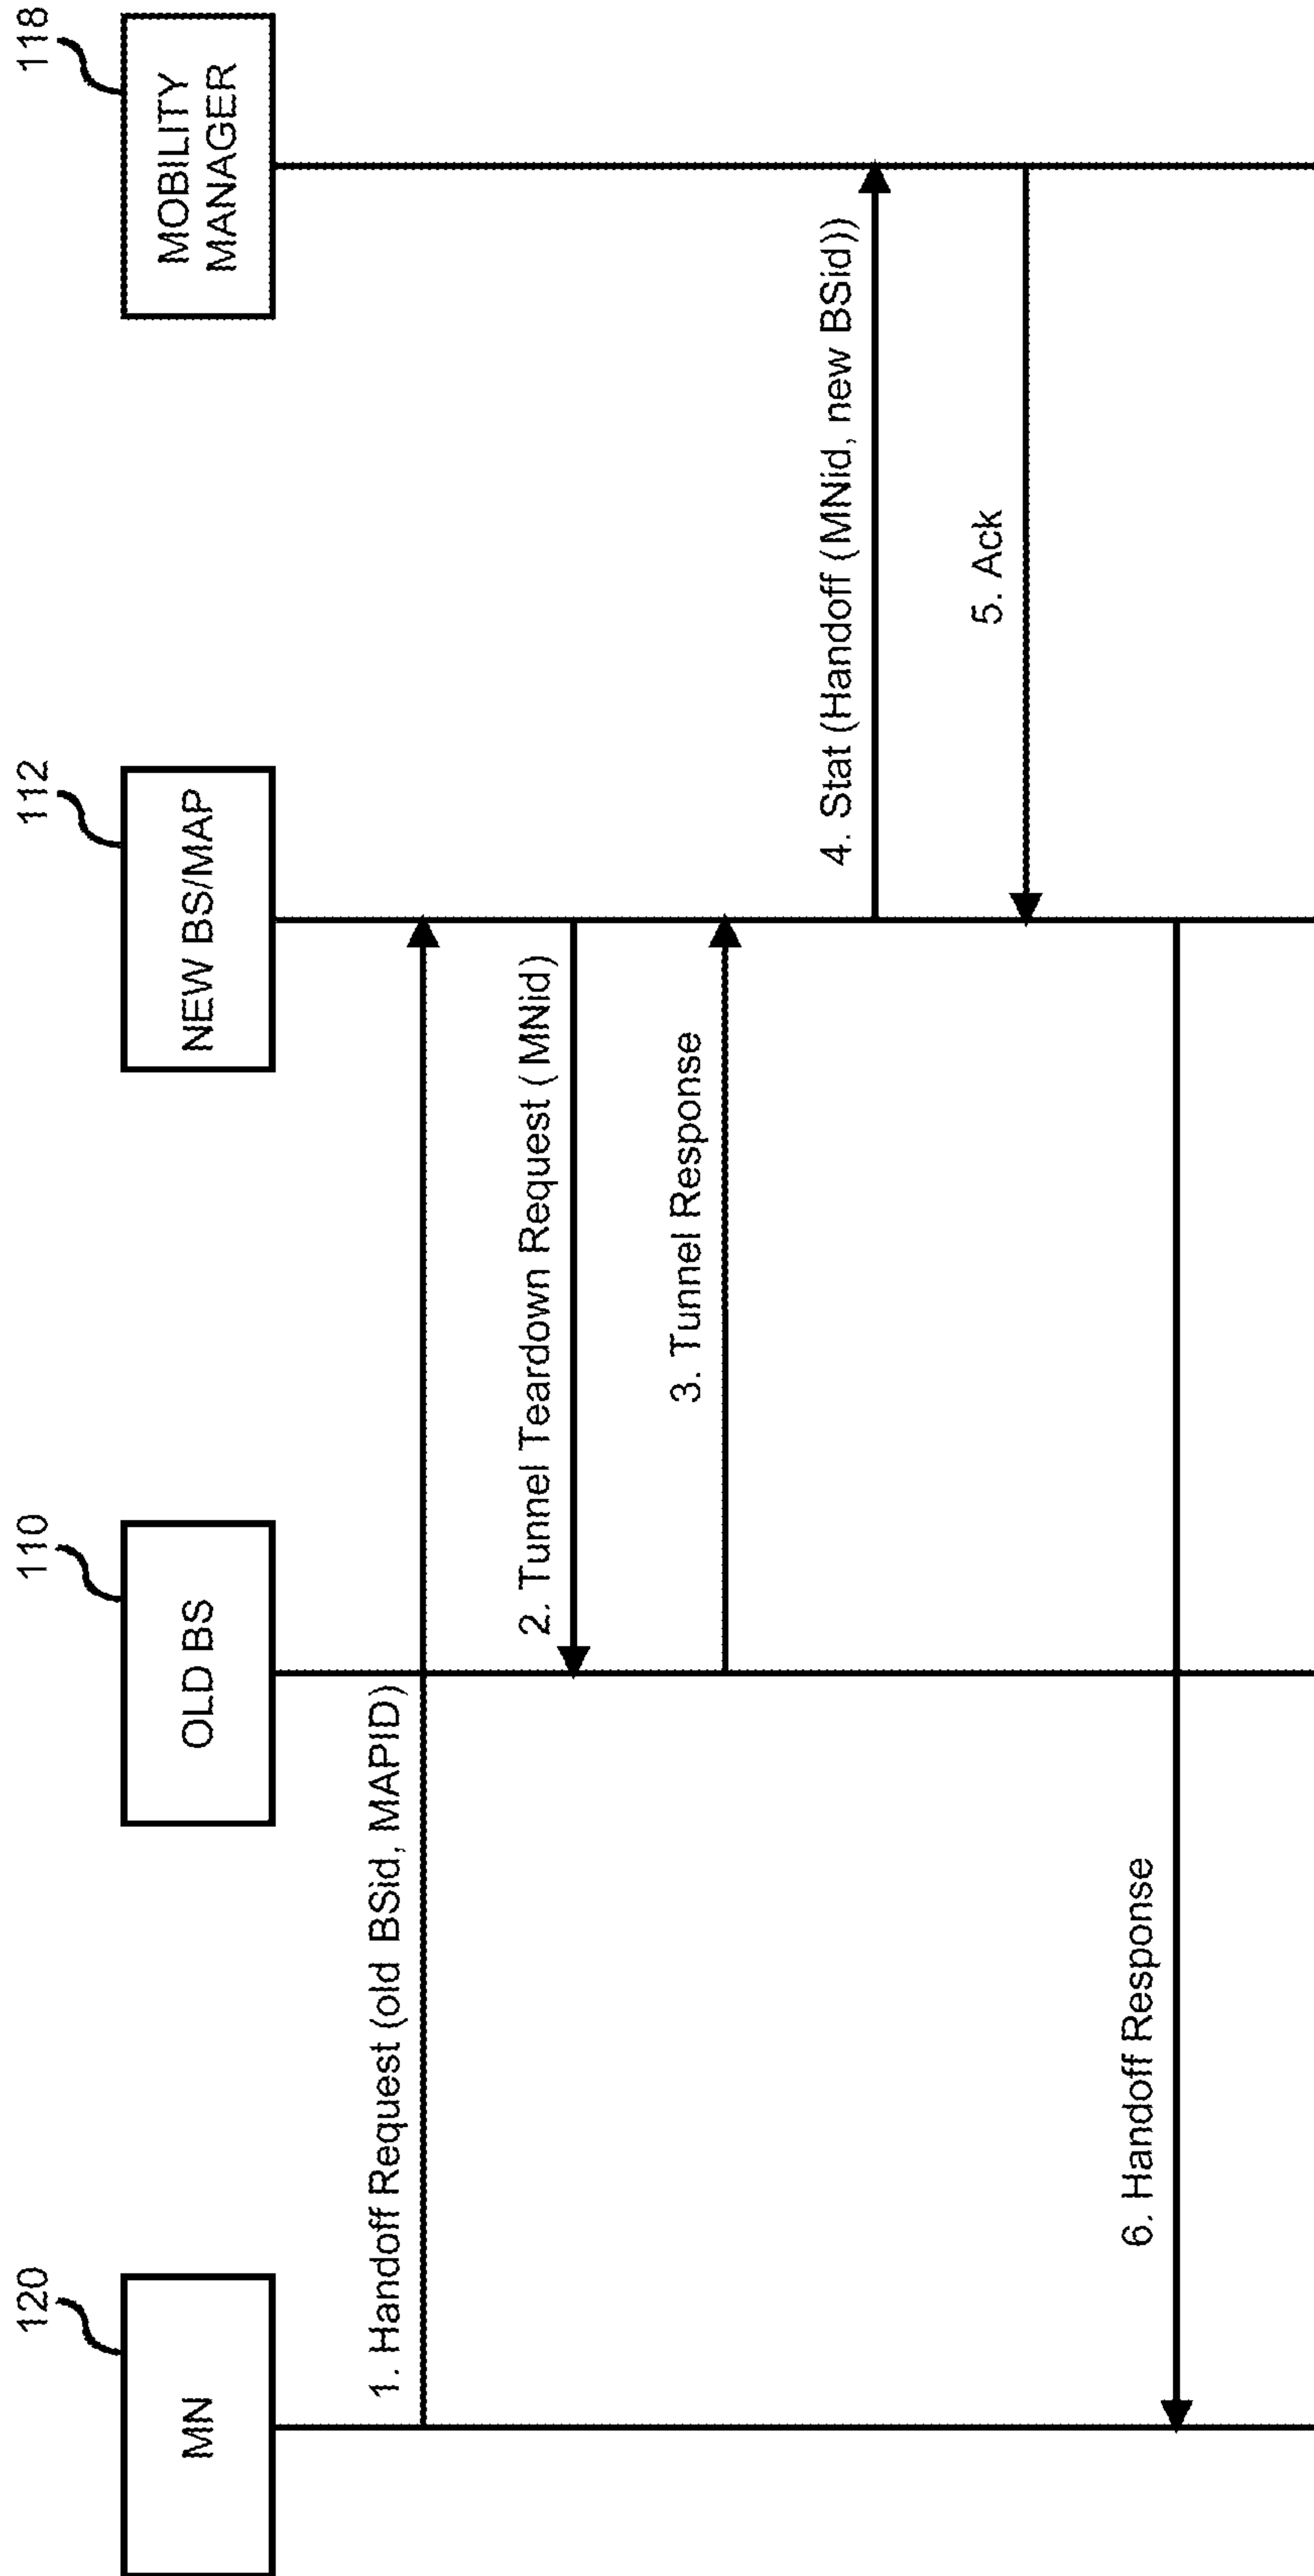 120
110
112
118
MN
OLD BS
NEW BS/MAP
MOBILITY
MANAGER
1. Handoff Request (old BSid, MAPID)
2. Tunnel Teardown Request ( MNid)
3. Tunnel Response
4. Stat (Handoff (MNid, new BSid))
5. Ack
6. Handoff Response